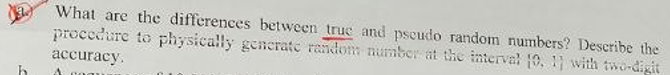 a. What are the differences between true and pseudo random numbers? Describe the
procedure to physically generate random number at the interval [0, 1] with two-digit
accuracy.
b